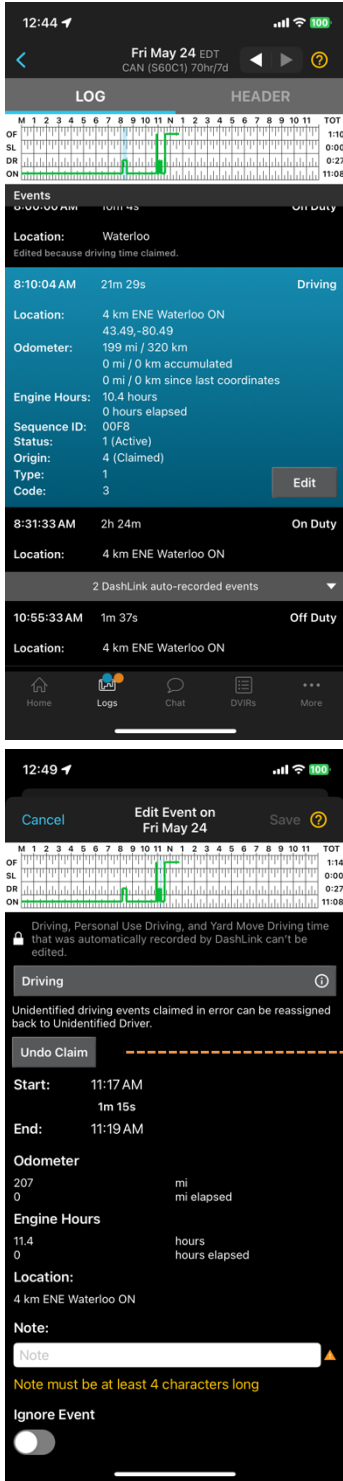 12:44
100
Fri May 24 EDT
CAN (S60C1) 70hr/7d
LOG HEADER
M 1 2 3 4 5 6 7 8 9 10 11 N 1 2 3 4 5 6 7 8 9 10 11 TOT
OF 1:10
SL 0:00
DR 0:27
ON 11:08
Events
8:00:00 AM 10m 4s On Duty
Location: Waterloo
Edited because driving time claimed.
8:10:04 AM 21m 29s Driving
Location: 4 km ENE Waterloo ON
43.49,-80.49
Odometer: 199 mi / 320 km
0 mi / 0 km accumulated
0 mi / 0 km since last coordinates
Engine Hours: 10.4 hours
0 hours elapsed
Sequence ID: 00F8
Status: 1 (Active)
Origin: 4 (Claimed)
Type: 1
Code: 3
Edit
8:31:33 AM 2h 24m On Duty
Location: 4 km ENE Waterloo ON
2 DashLink auto-recorded events
10:55:33 AM 1m 37s Off Duty
Location: 4 km ENE Waterloo ON
Home Logs Chat DVIRs More
12:49
100
Cancel Edit Event on Save ?
Fri May 24
M 1 2 3 4 5 6 7 8 9 10 11 N 1 2 3 4 5 6 7 8 9 10 11 TOT
OF 1:14
SL 0:00
DR 0:27
ON 11:08
Driving, Personal Use Driving, and Yard Move Driving time
that was automatically recorded by DashLink can't be
edited.
Driving
Unidentified driving events claimed in error can be reassigned
back to Unidentified Driver.
Undo Claim
Start: 11:17 AM
1m 15s
End: 11:19 AM
Odometer
207 mi
0 mi elapsed
Engine Hours
11.4 hours
0 hours elapsed
Location:
4 km ENE Waterloo ON
Note:
Note
Note must be at least 4 characters long
Ignore Event